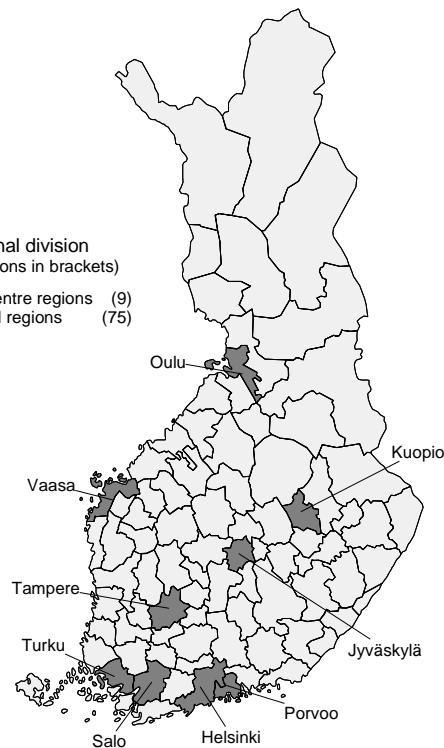 nal division
ons in brackets)
entre regions (9)
l regions (75)
Oulu
Kuopio
Vaasa
Tampere
Jyväskylä
Turku
Porvoo
Helsinki
Salo